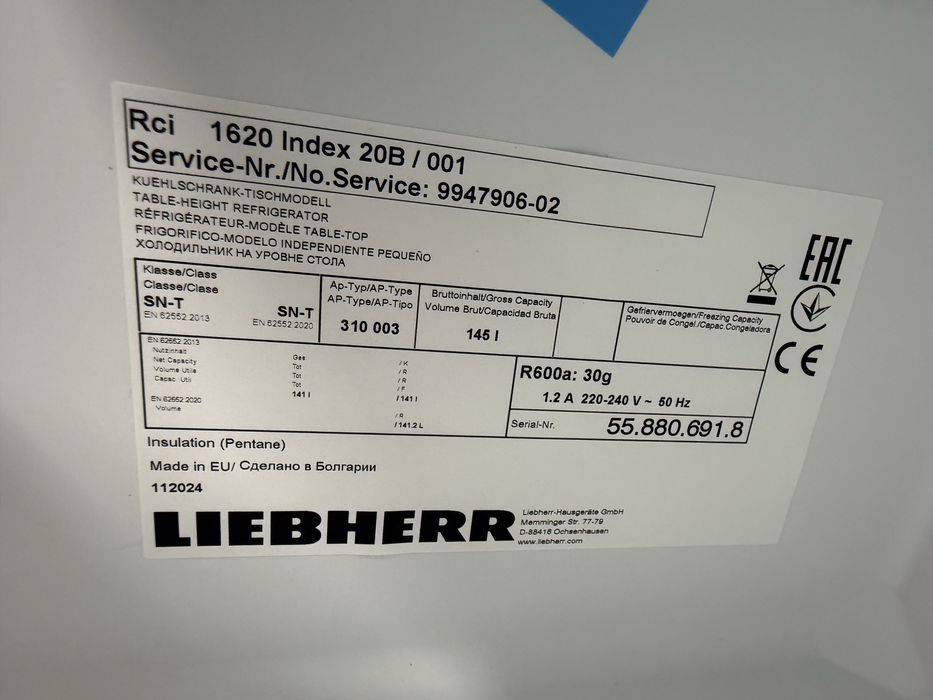 Rci 1620 Index 20B / 001
Service-Nr./No.Service: 9947906-02
KUEHLSCHRANK-TISCHMODELL
TABLE-HEIGHT REFRIGERATOR
RÉFRIGÉRATEUR-MODÈLE TABLE-TOP
FRIGORIFICO-MODELO INDEPENDIENTE PEQUEÑO
ХОЛОДИЛЬНИК НА УРОВНЕ СТОЛА
EAC
CE
Klasse/Class
Classe/Clase
SN-T SN-T
EN 62552:2013 EN 62552:2020
Ap-Typ/AP-Type
AP-Type/AP-Tipo
310 003
Bruttoinhalt/Gross Capacity
Volume Brut/Capacidad Bruta
145 l
Gefriervermoegen/Freezing Capacity
Pouvoir de Congel./Capac.Congeladora
EN 62552:2013
Nutzinhalt Ges /K
Net Capacity Tot /R
Volume Utile Tot /R
Capac. Util Tot /F
141 l /141 l
EN 62552:2020
Volume /R
/141.2 L
R600a: 30g
1.2 A 220-240 V ~ 50 Hz
Serial-Nr. 55.880.691.8
Insulation (Pentane)
Made in EU/ Сделано в Болгарии
112024
LIEBHERR
Liebherr-Hausgeräte GmbH
Memminger Str. 77-79
D-88416 Ochsenhausen
www.liebherr.com